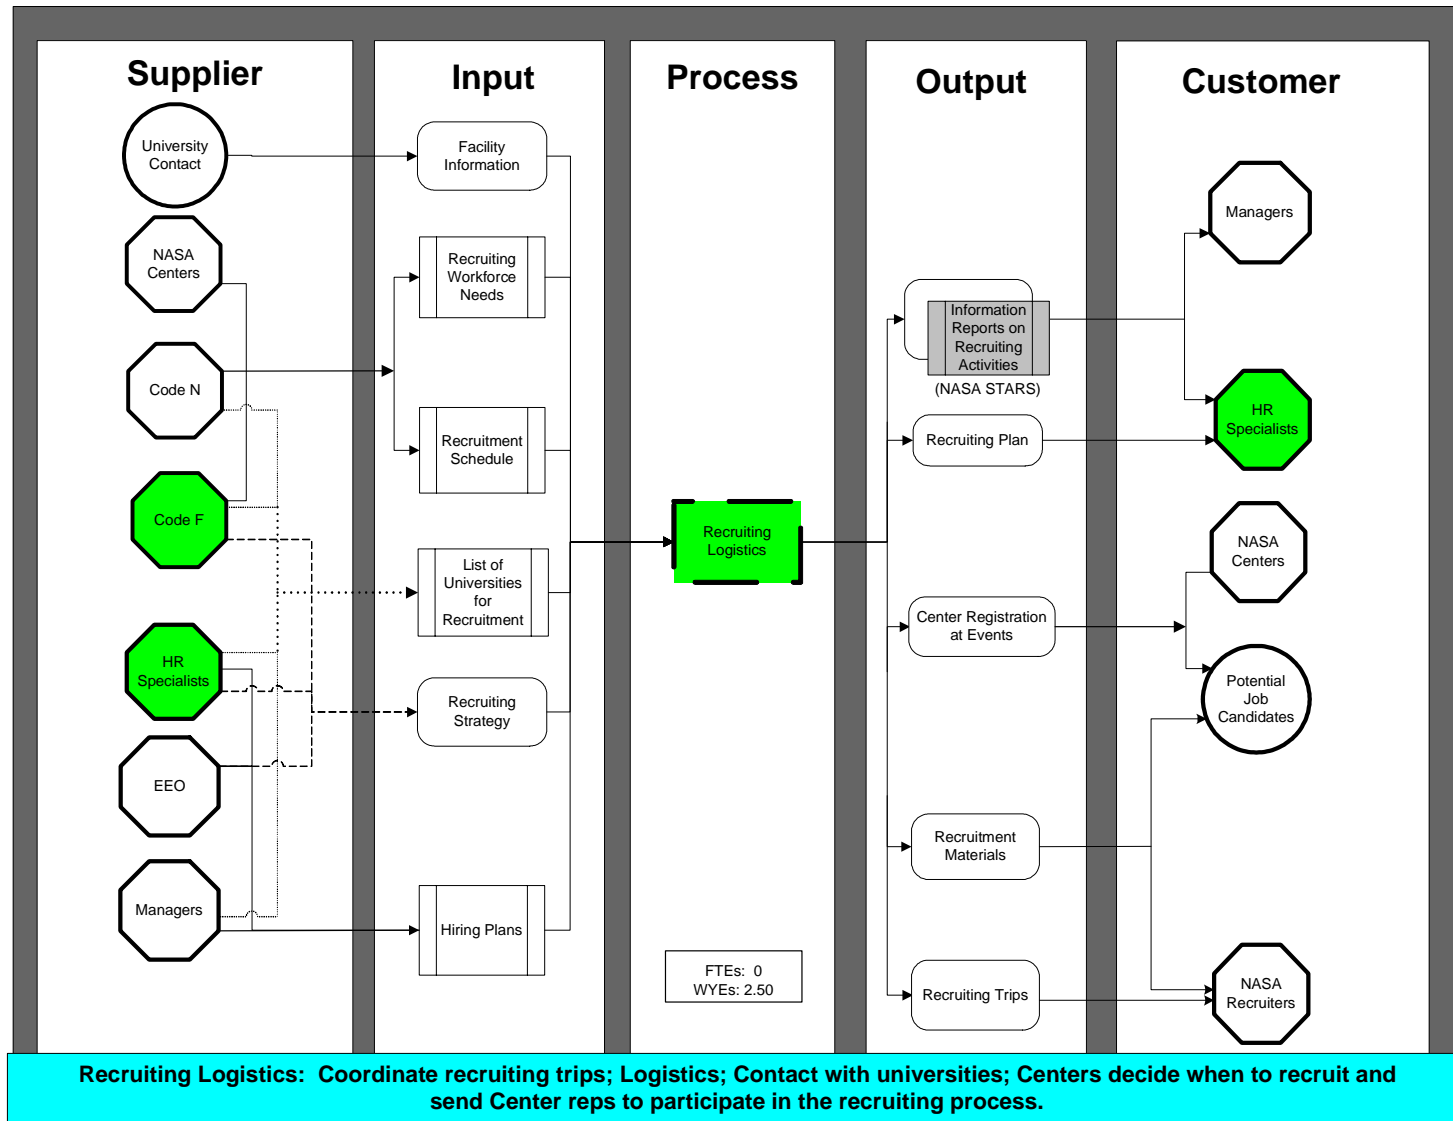 Supplier
University
Contact
NASA
Centers
Code N
Code F
HR
Specialists
EEO
Managers
Input
Facility
Information
Recruiting
Workforce
Needs
Recruitment
Schedule
List of
Universities
for
Recruitment
Recruiting
Strategy
Hiring Plans
Process
Recruiting
Logistics
FTEs: 0
WYEs: 2.50
Output
Information
Reports on
Recruiting
Activities
(NASA STARS)
Recruiting Plan
Center Registration
at Events
Recruitment
Materials
Recruiting Trips
Customer
Managers
HR
Specialists
NASA
Centers
Potential
Job
Candidates
NASA
Recruiters
Recruiting Logistics: Coordinate recruiting trips; Logistics; Contact with universities; Centers decide when to recruit and
send Center reps to participate in the recruiting process.